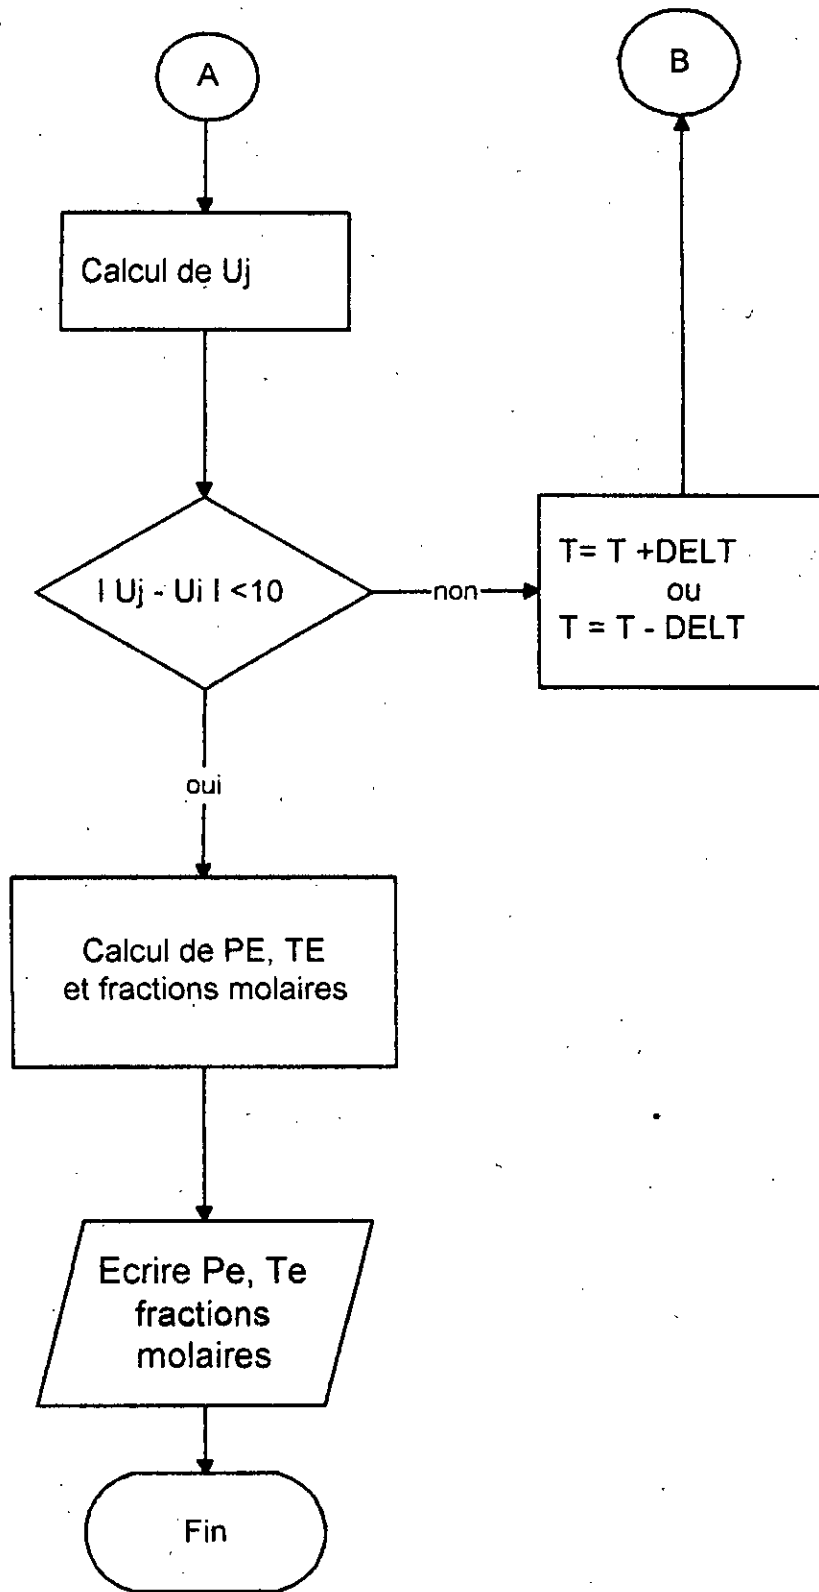 A
B
Calcul de Uj
I Uj - Ui I <10
non
T= T +DELT
ou
T = T - DELT
oui
Calcul de PE, TE
et fractions molaires
Ecrire Pe, Te
fractions
molaires
Fin